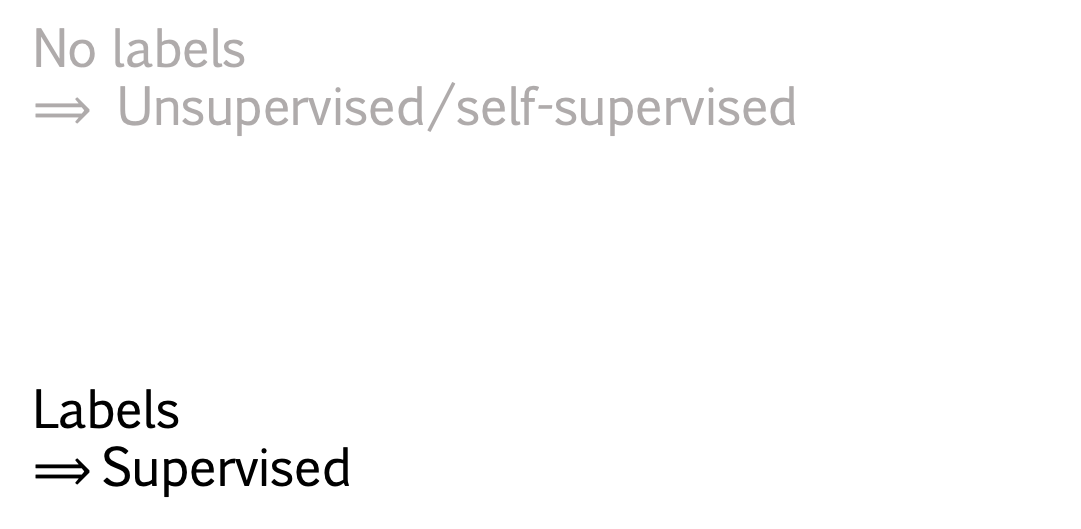 No labels
⟹ Unsupervised/self-supervised
Labels
⟹ Supervised